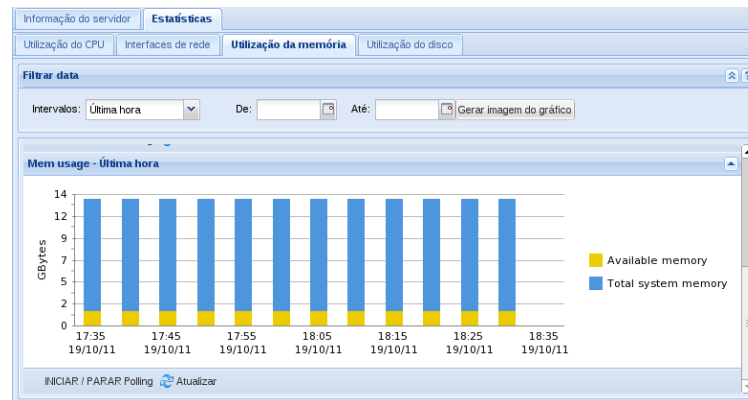 Informação do servidor Estatísticas
Utilização do CPU Interfaces de rede Utilização da memória Utilização do disco
Filtrar data
Intervalos: Última hora De: Até: Gerar imagem do gráfico
Mem usage - Última hora
14
12
9
7
5
2
0
GBytes
17:35 17:45 17:55 18:05 18:15 18:25 18:35
19/10/11 19/10/11 19/10/11 19/10/11 19/10/11 19/10/11 19/10/11
Available memory
Total system memory
INICIAR / PARAR Polling Atualizar